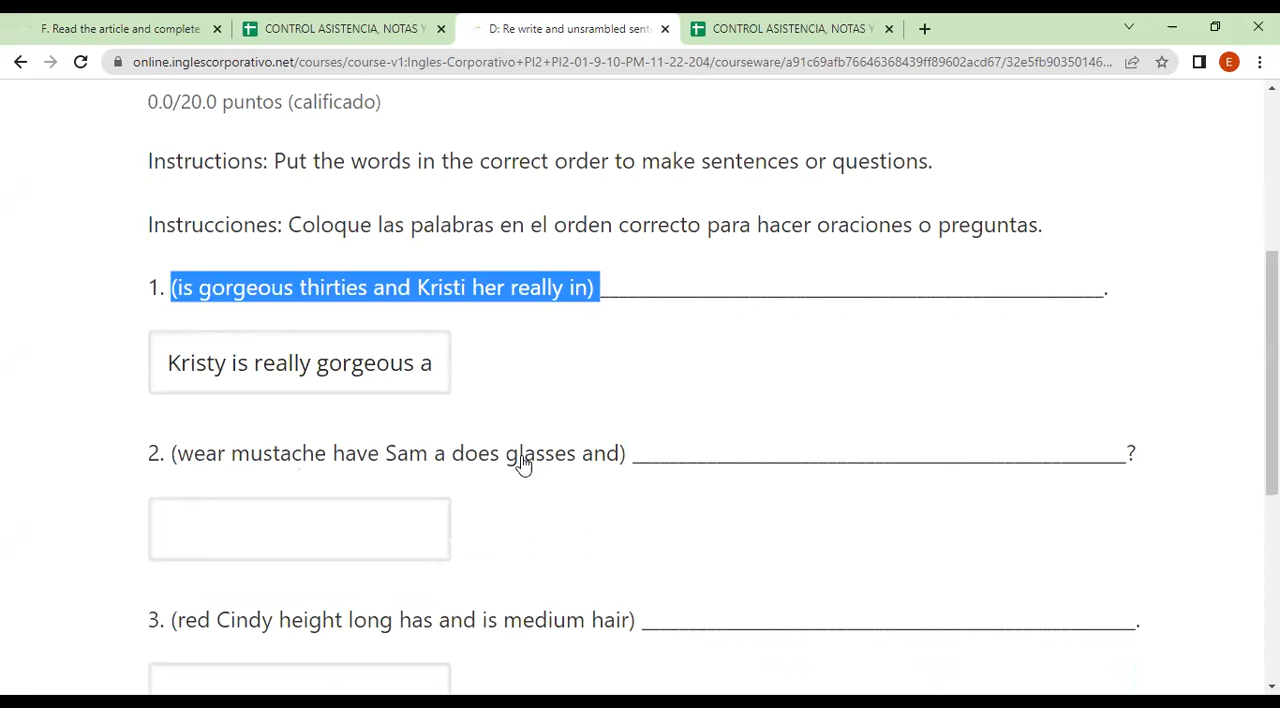 F. Read the article and complete
CONTROL ASISTENCIA, NOTAS Y
D: Re write and unsrambled sent
CONTROL ASISTENCIA, NOTAS Y
online.inglescorporativo.net/courses/course-v1:Ingles-Corporativo+PI2+PI2-01-9-10-PM-11-22-204/courseware/a91c69afb76646368439ff89602acd67/32e5fb90350146...
E
0.0/20.0 puntos (calificado)
Instructions: Put the words in the correct order to make sentences or questions.
Instrucciones: Coloque las palabras en el orden correcto para hacer oraciones o preguntas.
1. (is gorgeous thirties and Kristi her really in) ______________________________________________.
Kristy is really gorgeous a
2. (wear mustache have Sam a does glasses and) _____________________________________________?
3. (red Cindy height long has and is medium hair) _____________________________________________.